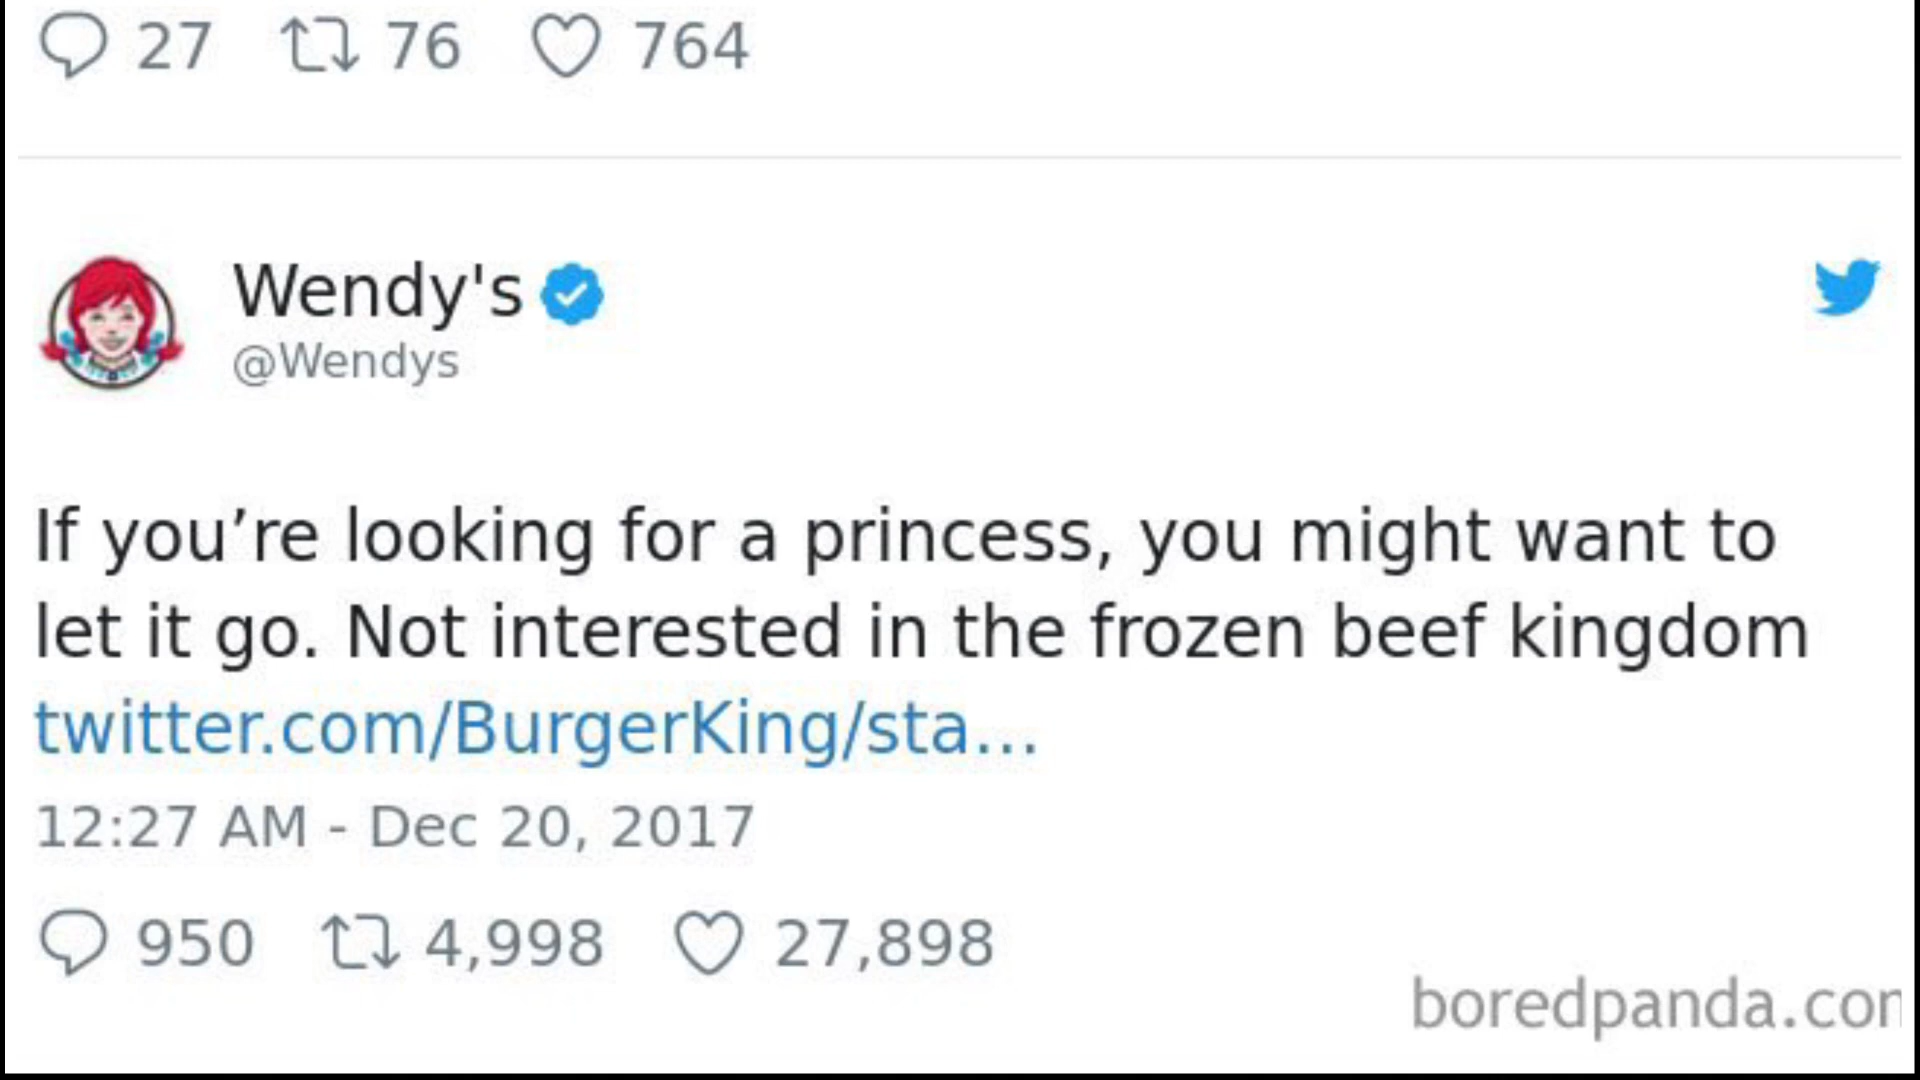 27 76 764
Wendy's
@Wendys
If you’re looking for a princess, you might want to
let it go. Not interested in the frozen beef kingdom
twitter.com/BurgerKing/sta...
12:27 AM - Dec 20, 2017
950 4,998 27,898
boredpanda.com